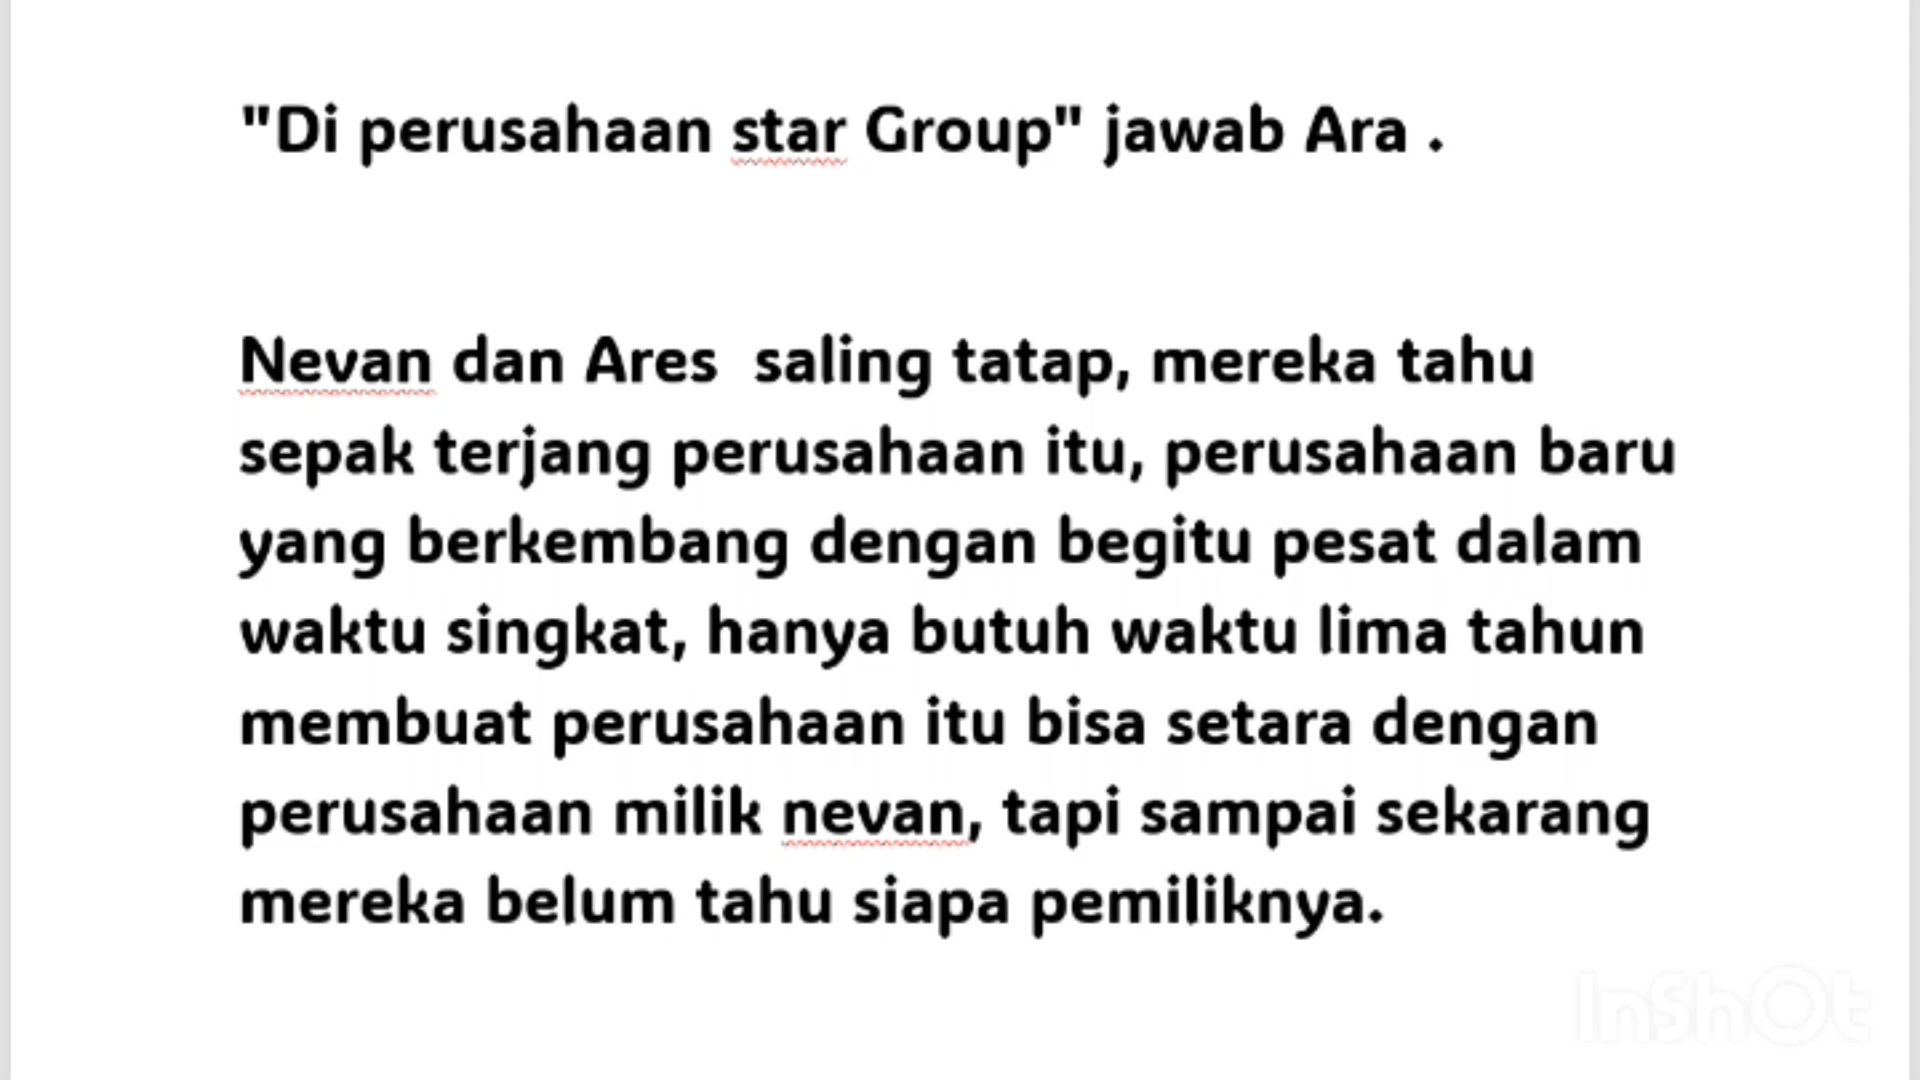 "Di perusahaan star Group" jawab Ara .
Nevan dan Ares  saling tatap, mereka tahu
sepak terjang perusahaan itu, perusahaan baru
yang berkembang dengan begitu pesat dalam
waktu singkat, hanya butuh waktu lima tahun
membuat perusahaan itu bisa setara dengan
perusahaan milik nevan, tapi sampai sekarang
mereka belum tahu siapa pemiliknya.
InShOt